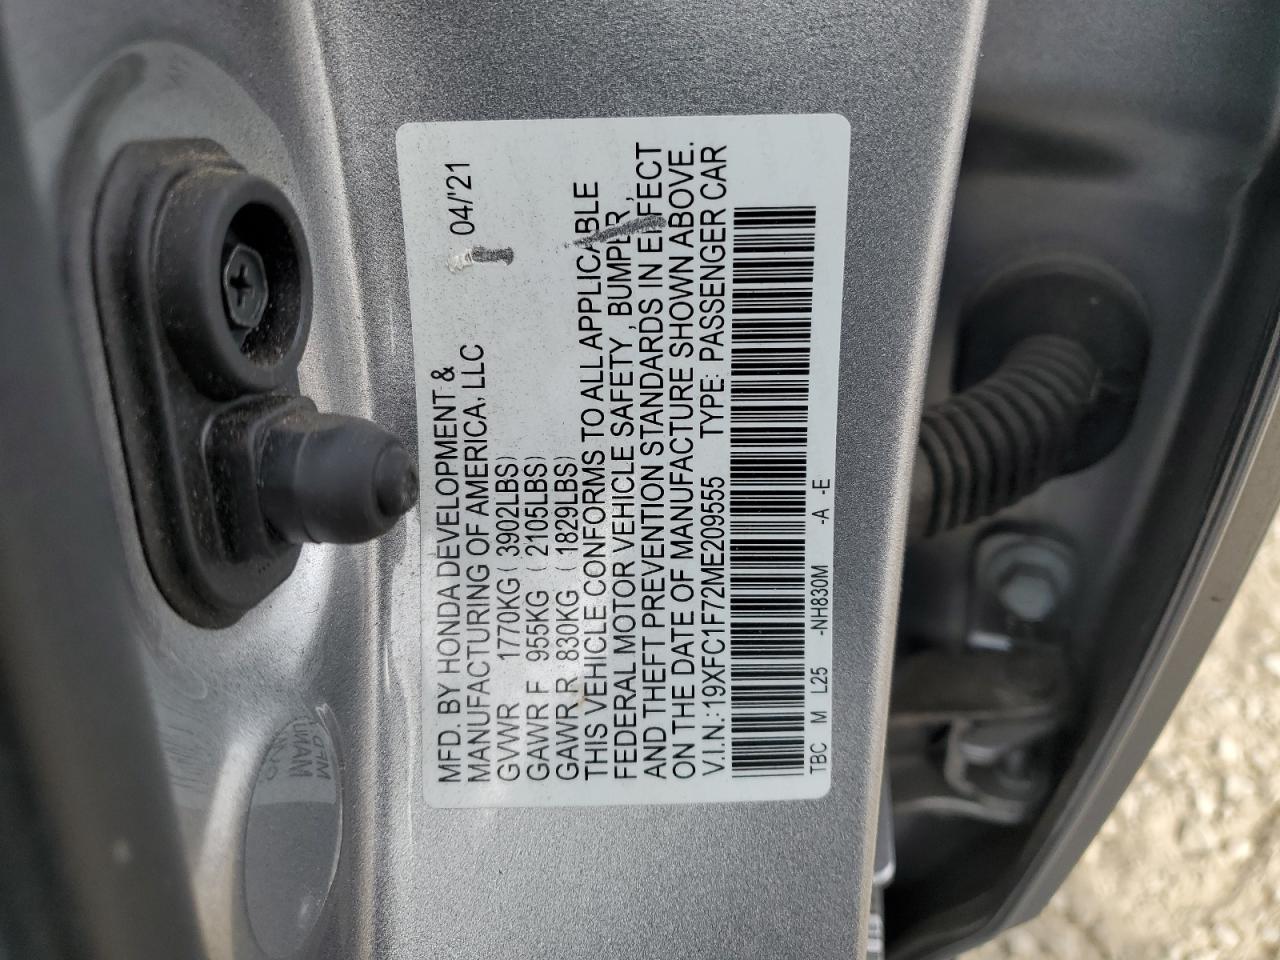 MFD. BY HONDA DEVELOPMENT &
MANUFACTURING OF AMERICA, LLC 04/'21
GVWR 1770KG ( 3902LBS)
GAWR F 955KG ( 2105LBS)
GAWR R 830KG ( 1829LBS)
THIS VEHICLE CONFORMS TO ALL APPLICABLE
FEDERAL MOTOR VEHICLE SAFETY, BUMPER,
AND THEFT PREVENTION STANDARDS IN EFFECT
ON THE DATE OF MANUFACTURE SHOWN ABOVE.
V.I.N.: 19XFC1F72ME209555 TYPE: PASSENGER CAR
TBC M L25 -NH830M -A -E